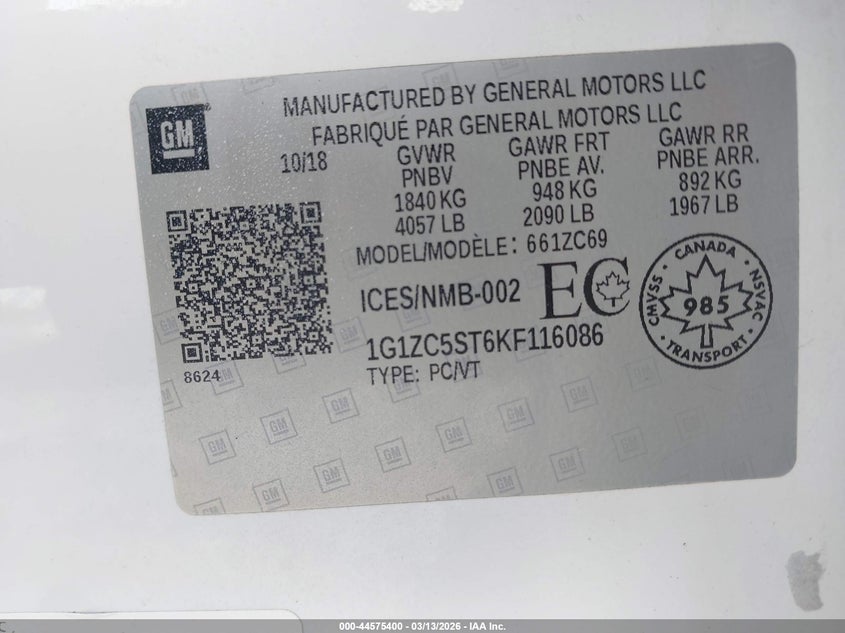 GM
MANUFACTURED BY GENERAL MOTORS LLC
FABRIQUÉ PAR GENERAL MOTORS LLC
10/18
GVWR
PNBV
1840 KG
4057 LB
GAWR FRT
PNBE AV.
948 KG
2090 LB
GAWR RR
PNBE ARR.
892 KG
1967 LB
MODEL/MODÈLE: 661ZC69
ICES/NMB-002
EC
CANADA
CMVSS
985
NSVAC
TRANSPORT
1G1ZC5ST6KF116086
TYPE: PC/VT
8624
000-44575400 - 03/13/2026 - IAA Inc.